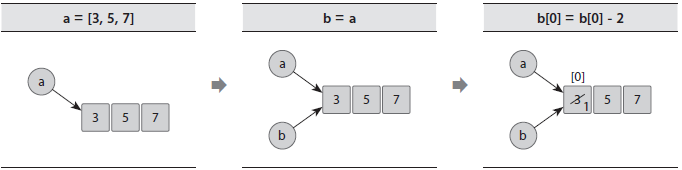 a = [3, 5, 7]
a
3 5 7
b = a
a
3 5 7
b
b[0] = b[0] - 2
a
[0]
3 1 5 7
b